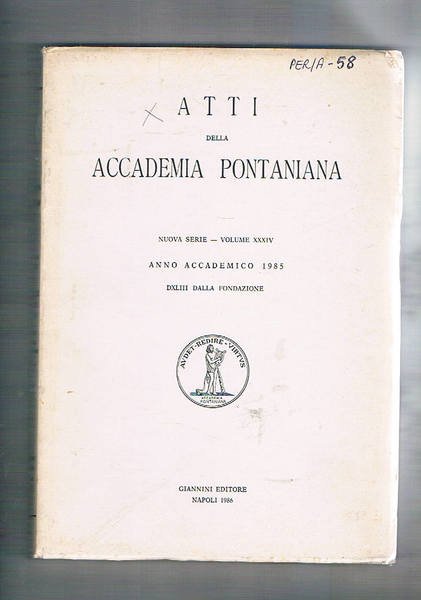 PER/A-58
ATTI
DELLA
ACCADEMIA PONTANIANA
NUOVA SERIE — VOLUME XXXIV
ANNO ACCADEMICO 1985
DXLIII DALLA FONDAZIONE
AVDET·REDIRE·VIRTVS
ACCADEMIA
PONTANIANA
GIANNINI EDITORE
NAPOLI 1986